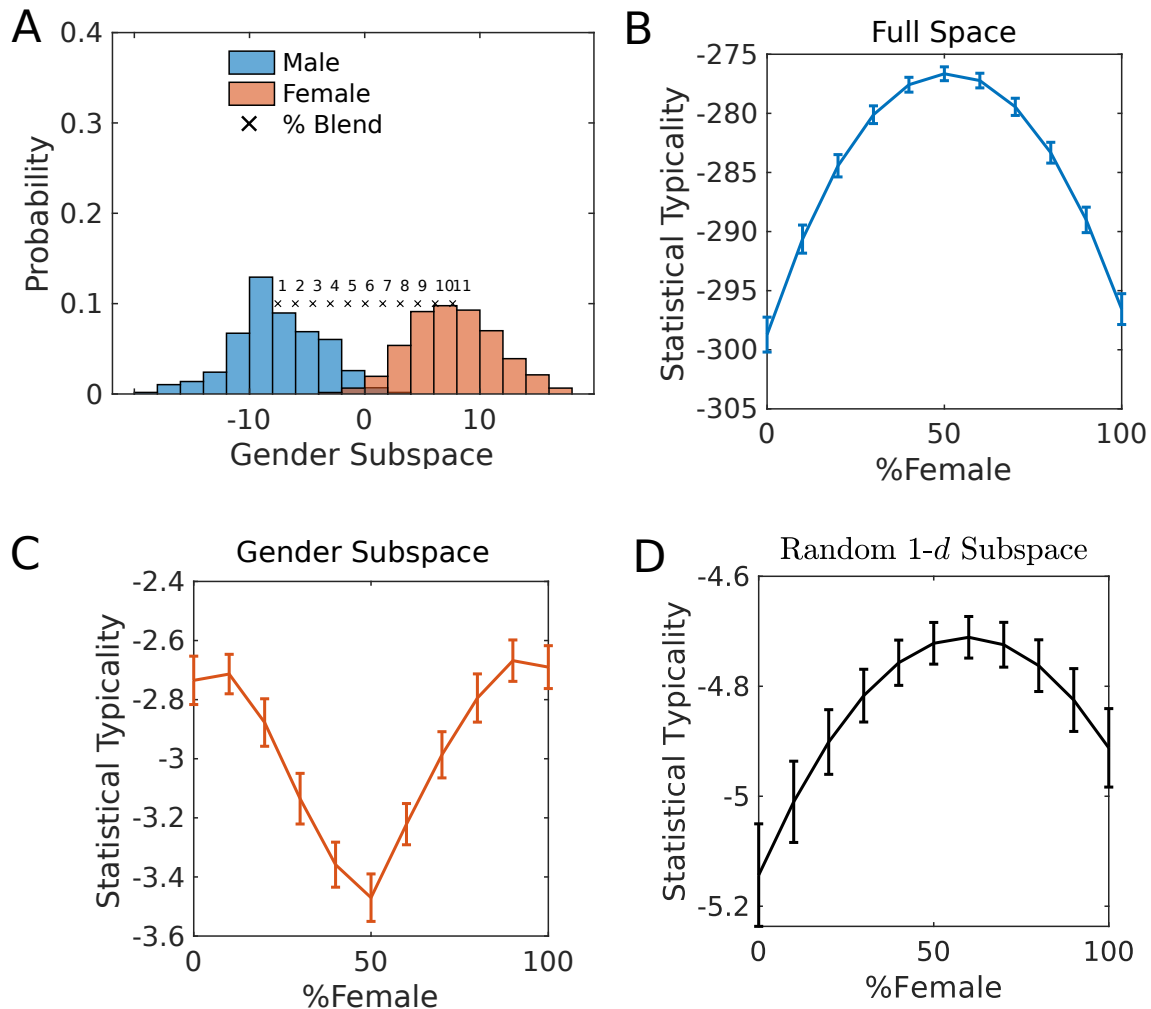 A
0.4
0.3
0.2
0.1
0
Probability
Male
Female
% Blend
1 2 3 4 5 6 7 8 9 10 11
-10 0 10
Gender Subspace
B
Full Space
-275
-280
-285
-290
-295
-300
-305
Statistical Typicality
0 50 100
%Female
C
Gender Subspace
-2.4
-2.6
-2.8
-3
-3.2
-3.4
-3.6
Statistical Typicality
0 50 100
%Female
D
Random 1-d Subspace
-4.6
-4.8
-5
-5.2
Statistical Typicality
0 50 100
%Female